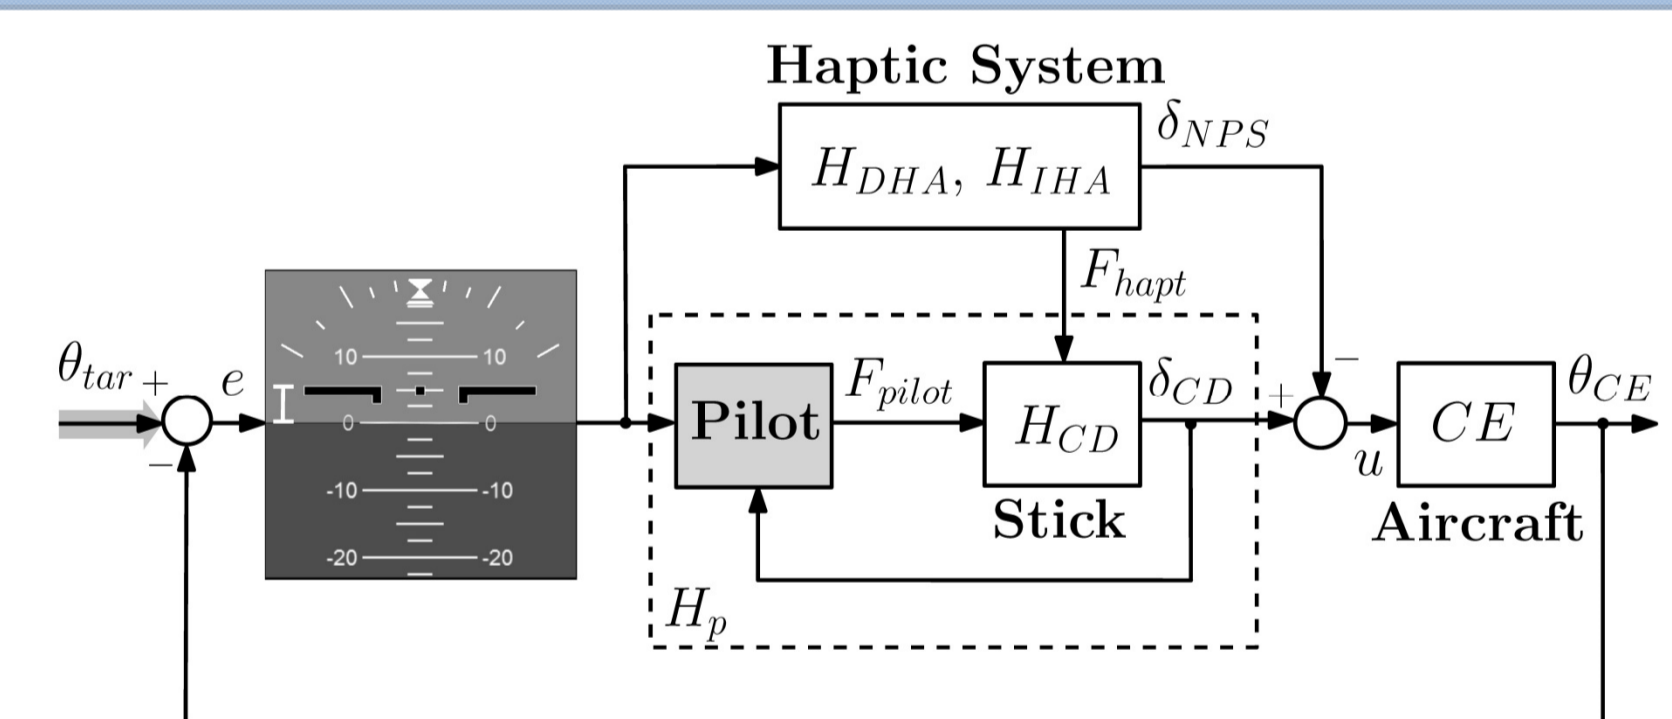 Haptic System
δ_NPS
H_DHA, H_IHA
F_hapt
θ_tar + e
10 10
F_pilot
δ_CD + −
θ_CE
0 0
Pilot
H_CD
CE
−
u
-10 -10
Stick
Aircraft
-20 -20
H_p